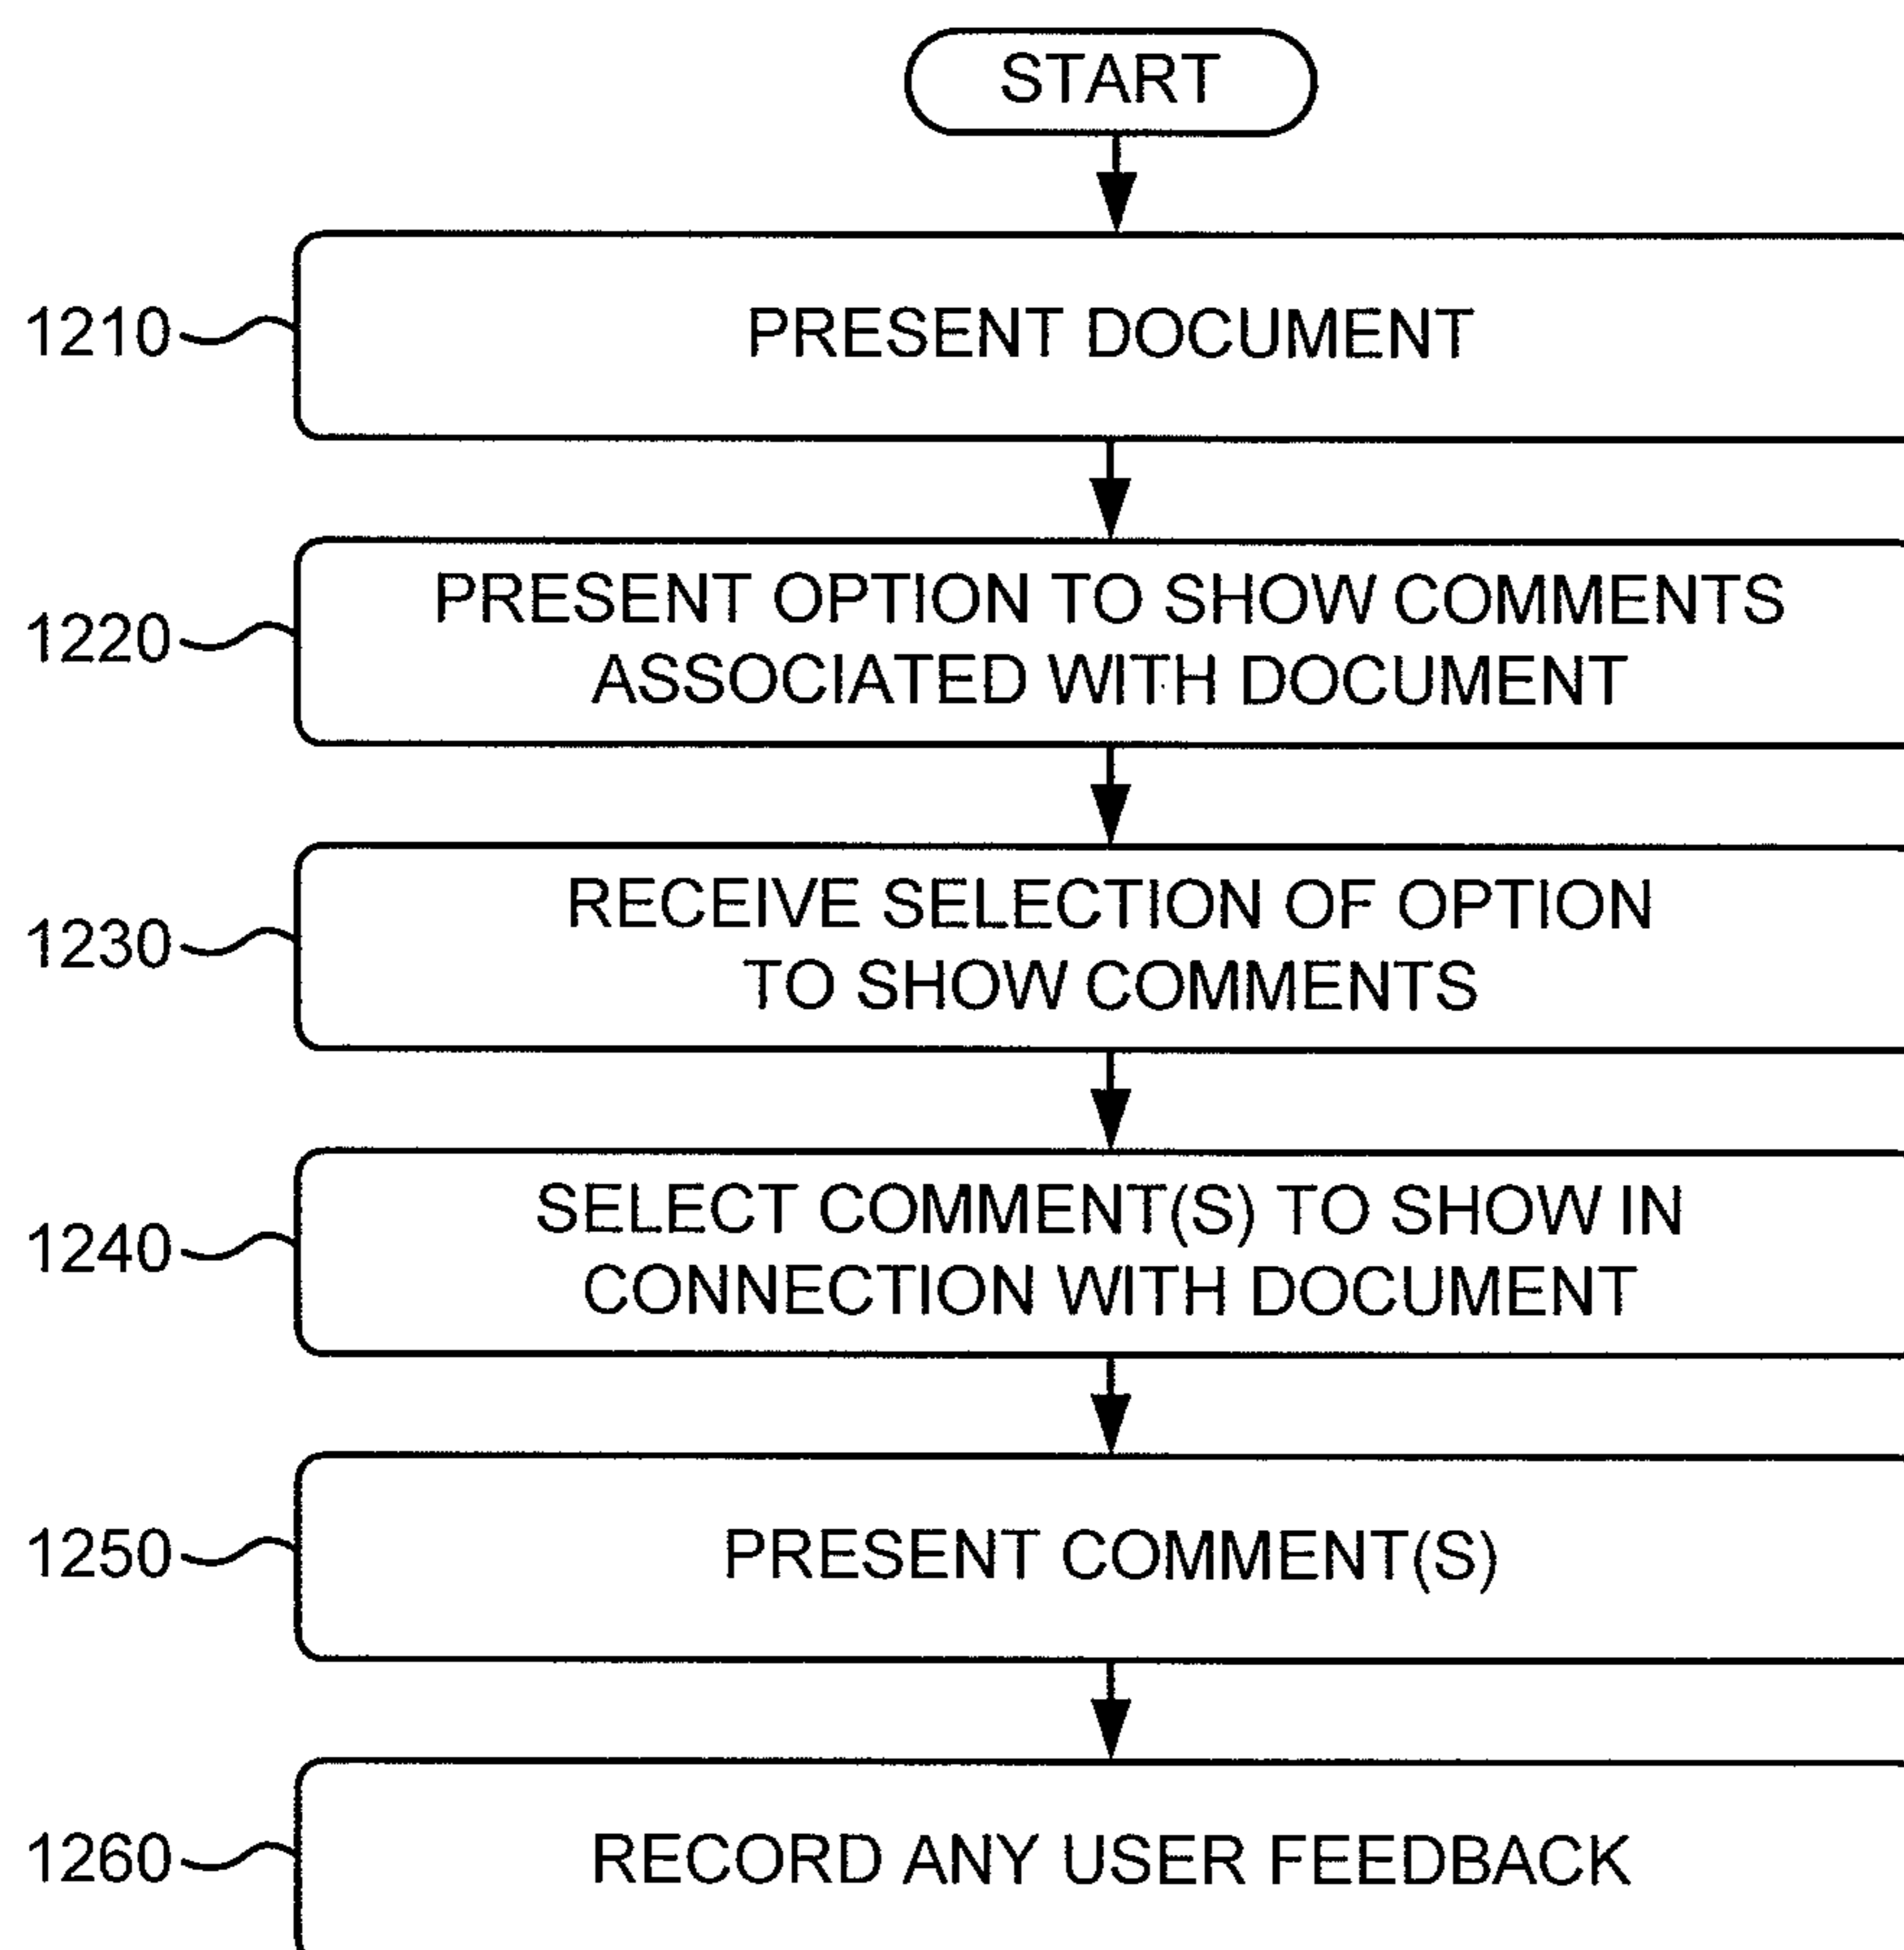 START
1210
PRESENT DOCUMENT
1220
PRESENT OPTION TO SHOW COMMENTS
ASSOCIATED WITH DOCUMENT
1230
RECEIVE SELECTION OF OPTION
TO SHOW COMMENTS
1240
SELECT COMMENT(S) TO SHOW IN
CONNECTION WITH DOCUMENT
1250
PRESENT COMMENT(S)
1260
RECORD ANY USER FEEDBACK